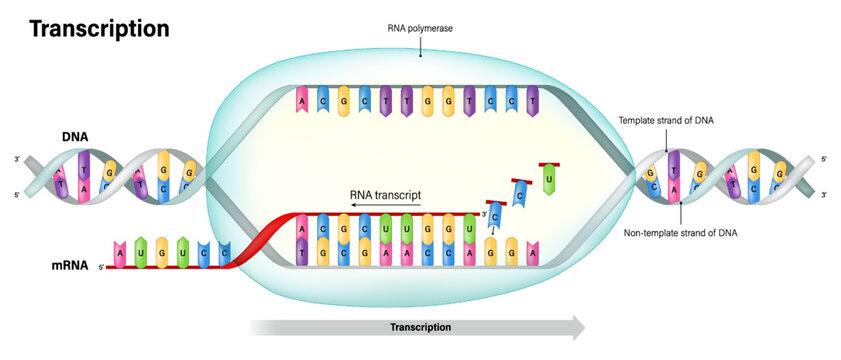 Transcription
RNA polymerase
A C G C T T G G T C C T
Template strand of DNA
DNA
3'
5'
T T G A G G
A T A T C C
5'
3'
G T G A G G
C A G T C C
U
C
C
RNA transcript
3'
A C G C U U G G U
T G C G A A C C A G G A
Non-template strand of DNA
A U G U C C
mRNA
5'
Transcription